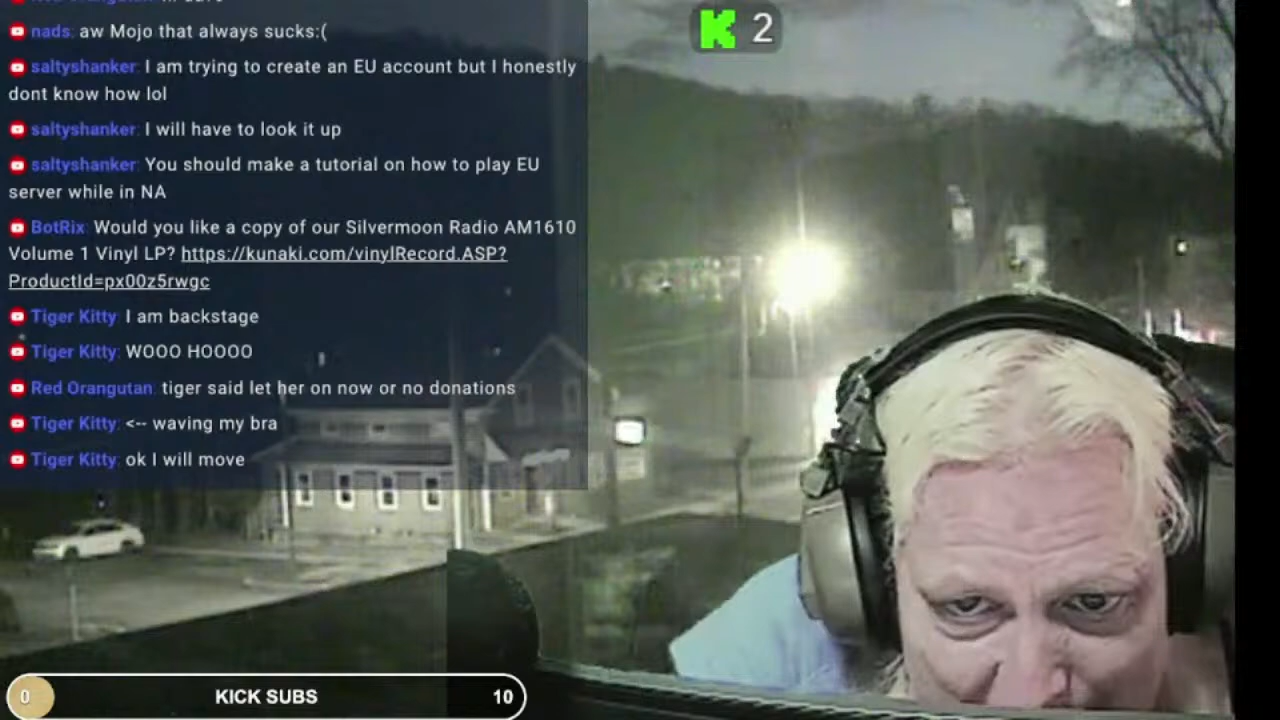 nads: aw Mojo that always sucks:(
saltyshanker: I am trying to create an EU account but I honestly
dont know how lol
saltyshanker: I will have to look it up
saltyshanker: You should make a tutorial on how to play EU
server while in NA
BotRix: Would you like a copy of our Silvermoon Radio AM1610
Volume 1 Vinyl LP? https://kunaki.com/vinylRecord.ASP?
ProductId=px00z5rwgc
Tiger Kitty: I am backstage
Tiger Kitty: WOOO HOOOO
Red Orangutan: tiger said let her on now or no donations
Tiger Kitty: <-- waving my bra
Tiger Kitty: ok I will move
K 2
0 KICK SUBS 10